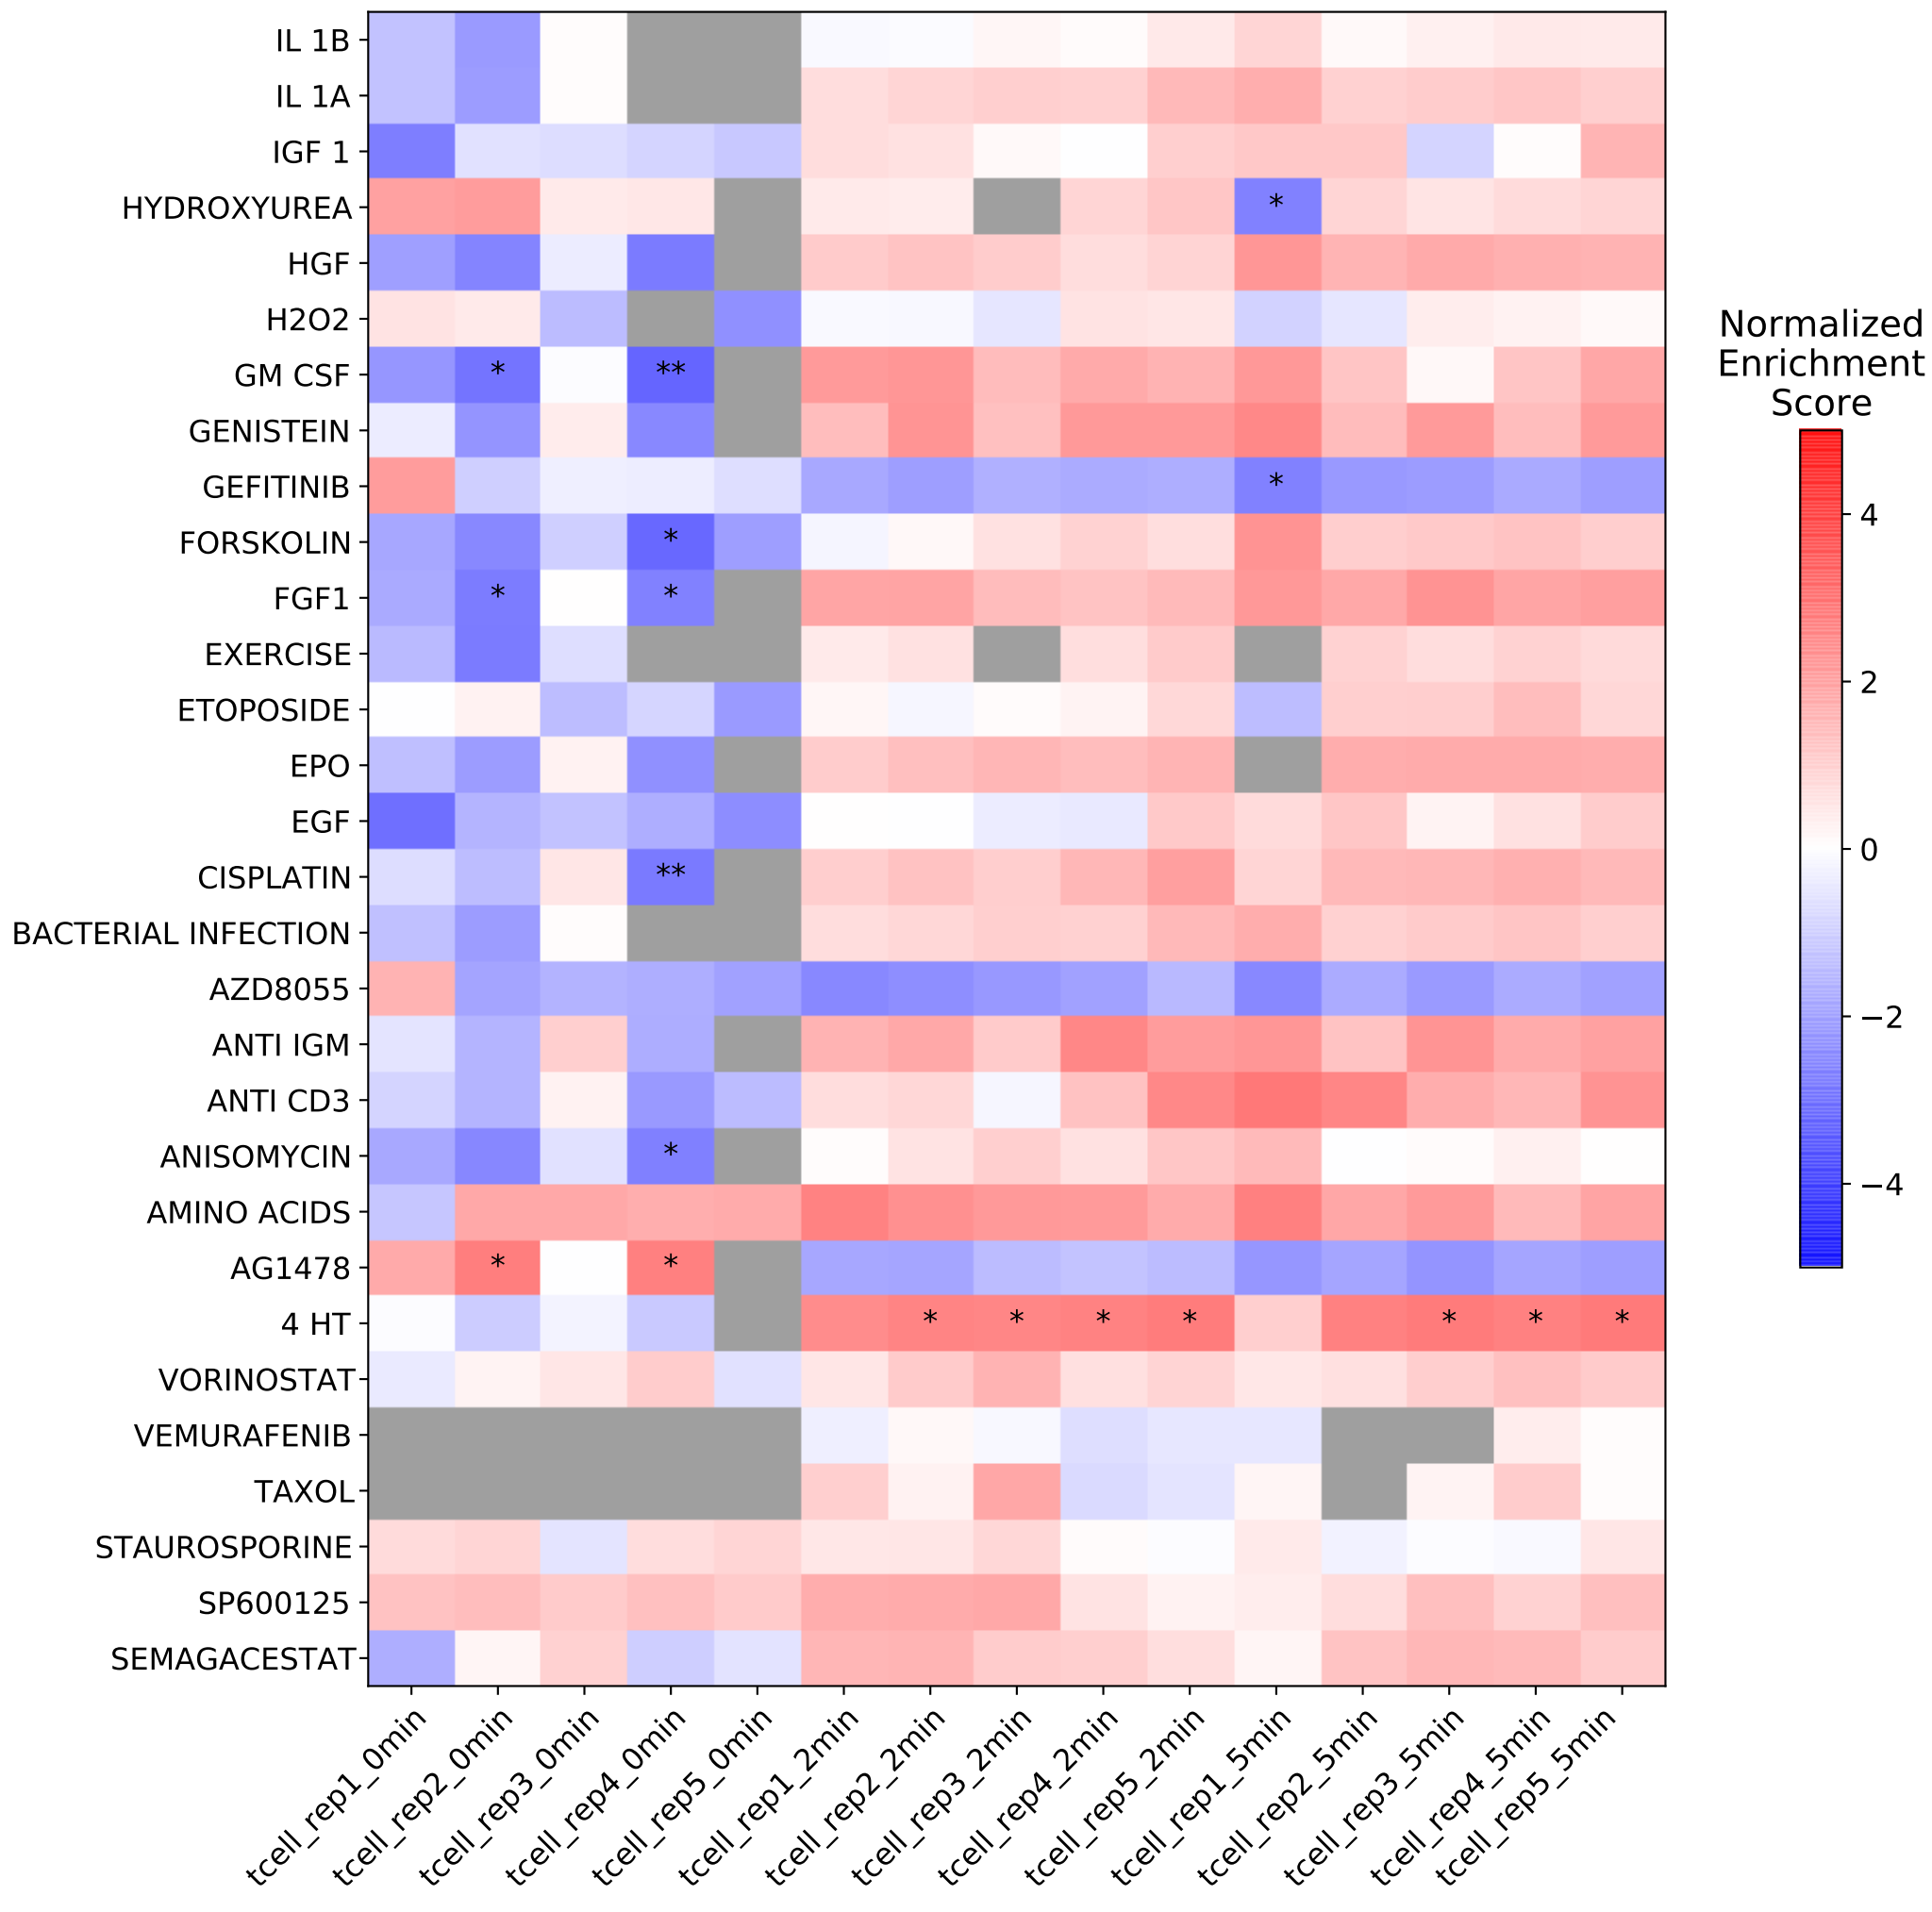 IL 1B
IL 1A
IGF 1
HYDROXYUREA
*
HGF
H2O2
GM CSF
* **
GENISTEIN
GEFITINIB
*
FORSKOLIN
*
FGF1
* *
EXERCISE
ETOPOSIDE
EPO
EGF
CISPLATIN
**
BACTERIAL INFECTION
AZD8055
ANTI IGM
ANTI CD3
ANISOMYCIN
*
AMINO ACIDS
AG1478
* *
4 HT
* * * * * * *
VORINOSTAT
VEMURAFENIB
TAXOL
STAUROSPORINE
SP600125
SEMAGACESTAT
tcell_rep1_0min
tcell_rep2_0min
tcell_rep3_0min
tcell_rep4_0min
tcell_rep5_0min
tcell_rep1_2min
tcell_rep2_2min
tcell_rep3_2min
tcell_rep4_2min
tcell_rep5_2min
tcell_rep1_5min
tcell_rep2_5min
tcell_rep3_5min
tcell_rep4_5min
tcell_rep5_5min
Normalized
Enrichment
Score
4
2
0
−2
−4